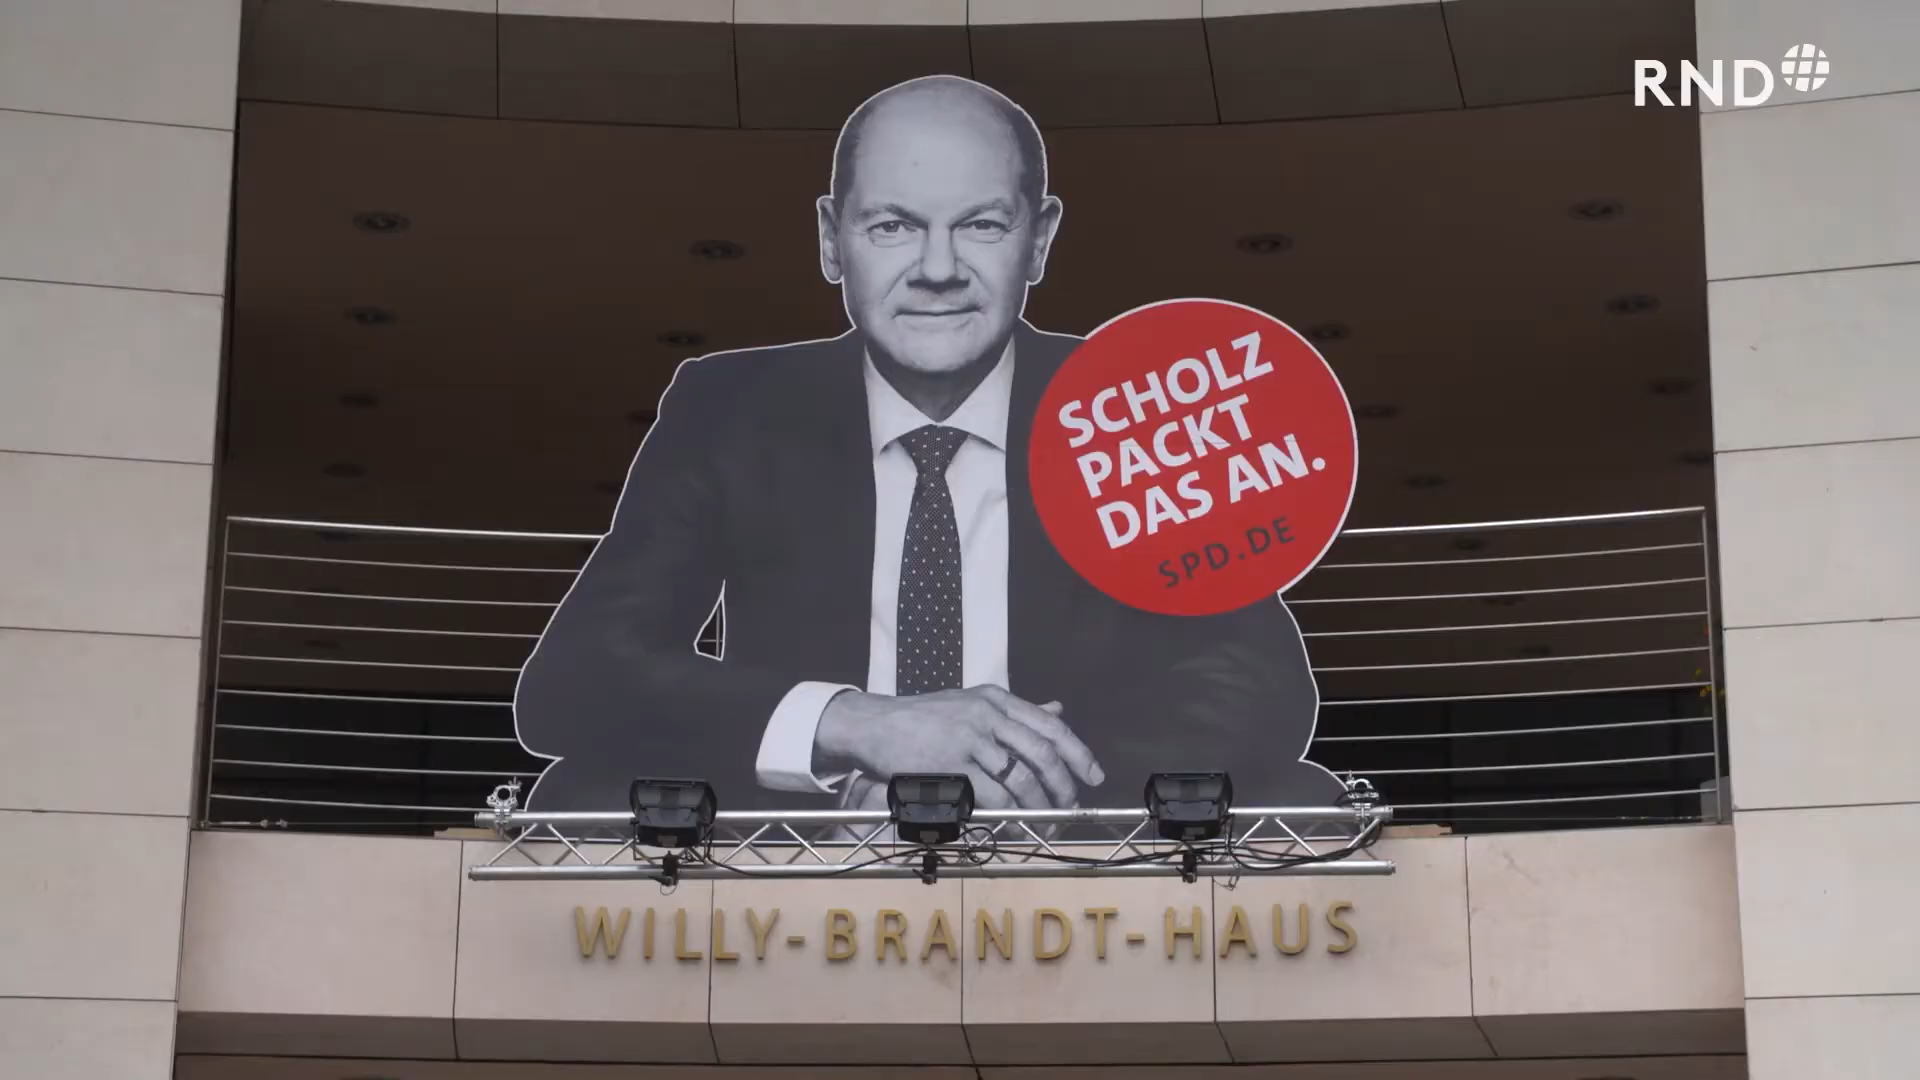 RND
SCHOLZ
PACKT
DAS AN.
SPD.DE
WILLY-BRANDT-HAUS